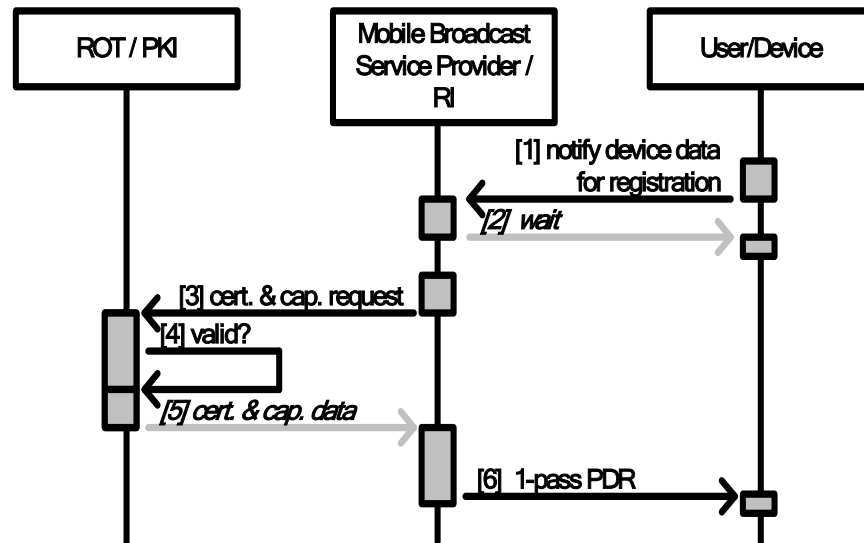 ROT / PKI
Mobile Broadcast
Service Provider /
RI
User/Device
[1] notify device data
for registration
[2] wait
[3] cert. & cap. request
[4] valid?
[5] cert. & cap. data
[6] 1-pass PDR